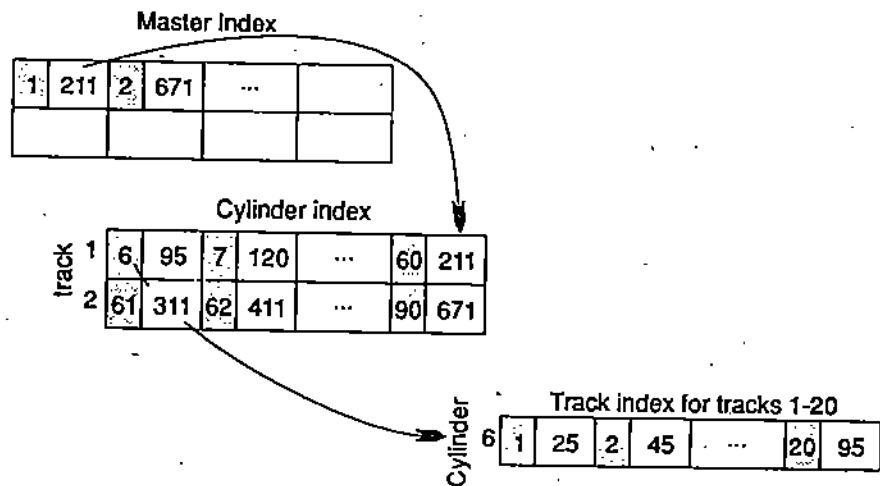 Master index
1 211 2 671 ...
Cylinder index
track
1 6 95 7 120 ... 60 211
2 61 311 62 411 ... 90 671
Track index for tracks 1-20
Cylinder
6 1 25 2 45 ... 20 95